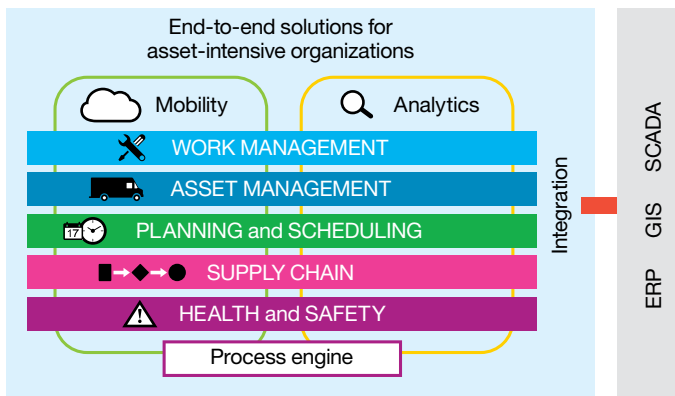 End-to-end solutions for
asset-intensive organizations
Mobility
Analytics
WORK MANAGEMENT
ASSET MANAGEMENT
17
PLANNING and SCHEDULING
SUPPLY CHAIN
HEALTH and SAFETY
Process engine
Integration
ERP GIS SCADA